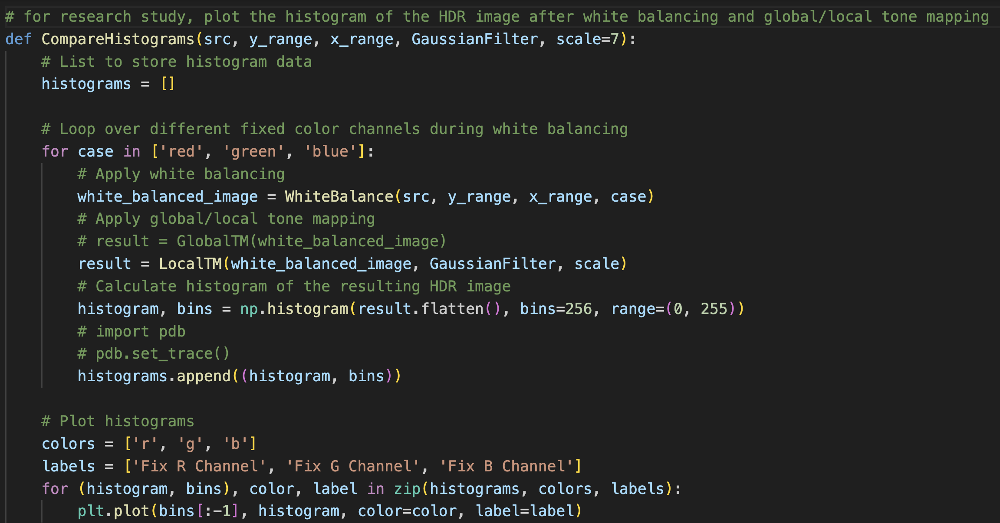 # for research study, plot the histogram of the HDR image after white balancing and global/local tone mapping
def CompareHistograms(src, y_range, x_range, GaussianFilter, scale=7):
    # List to store histogram data
    histograms = []

    # Loop over different fixed color channels during white balancing
    for case in ['red', 'green', 'blue']:
        # Apply white balancing
        white_balanced_image = WhiteBalance(src, y_range, x_range, case)
        # Apply global/local tone mapping
        # result = GlobalTM(white_balanced_image)
        result = LocalTM(white_balanced_image, GaussianFilter, scale)
        # Calculate histogram of the resulting HDR image
        histogram, bins = np.histogram(result.flatten(), bins=256, range=(0, 255))
        # import pdb
        # pdb.set_trace()
        histograms.append((histogram, bins))

    # Plot histograms
    colors = ['r', 'g', 'b']
    labels = ['Fix R Channel', 'Fix G Channel', 'Fix B Channel']
    for (histogram, bins), color, label in zip(histograms, colors, labels):
        plt.plot(bins[:-1], histogram, color=color, label=label)